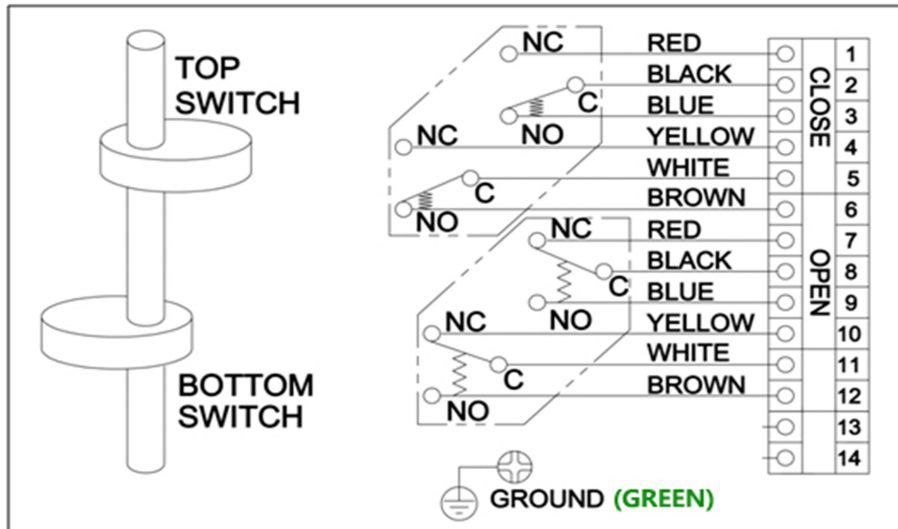 TOP
SWITCH
BOTTOM
SWITCH
NC
C
NO
NC
C
NO
NC
C
NO
NC
C
NO
RED
BLACK
BLUE
YELLOW
WHITE
BROWN
RED
BLACK
BLUE
YELLOW
WHITE
BROWN
CLOSE
OPEN
1
2
3
4
5
6
7
8
9
10
11
12
13
14
GROUND (GREEN)